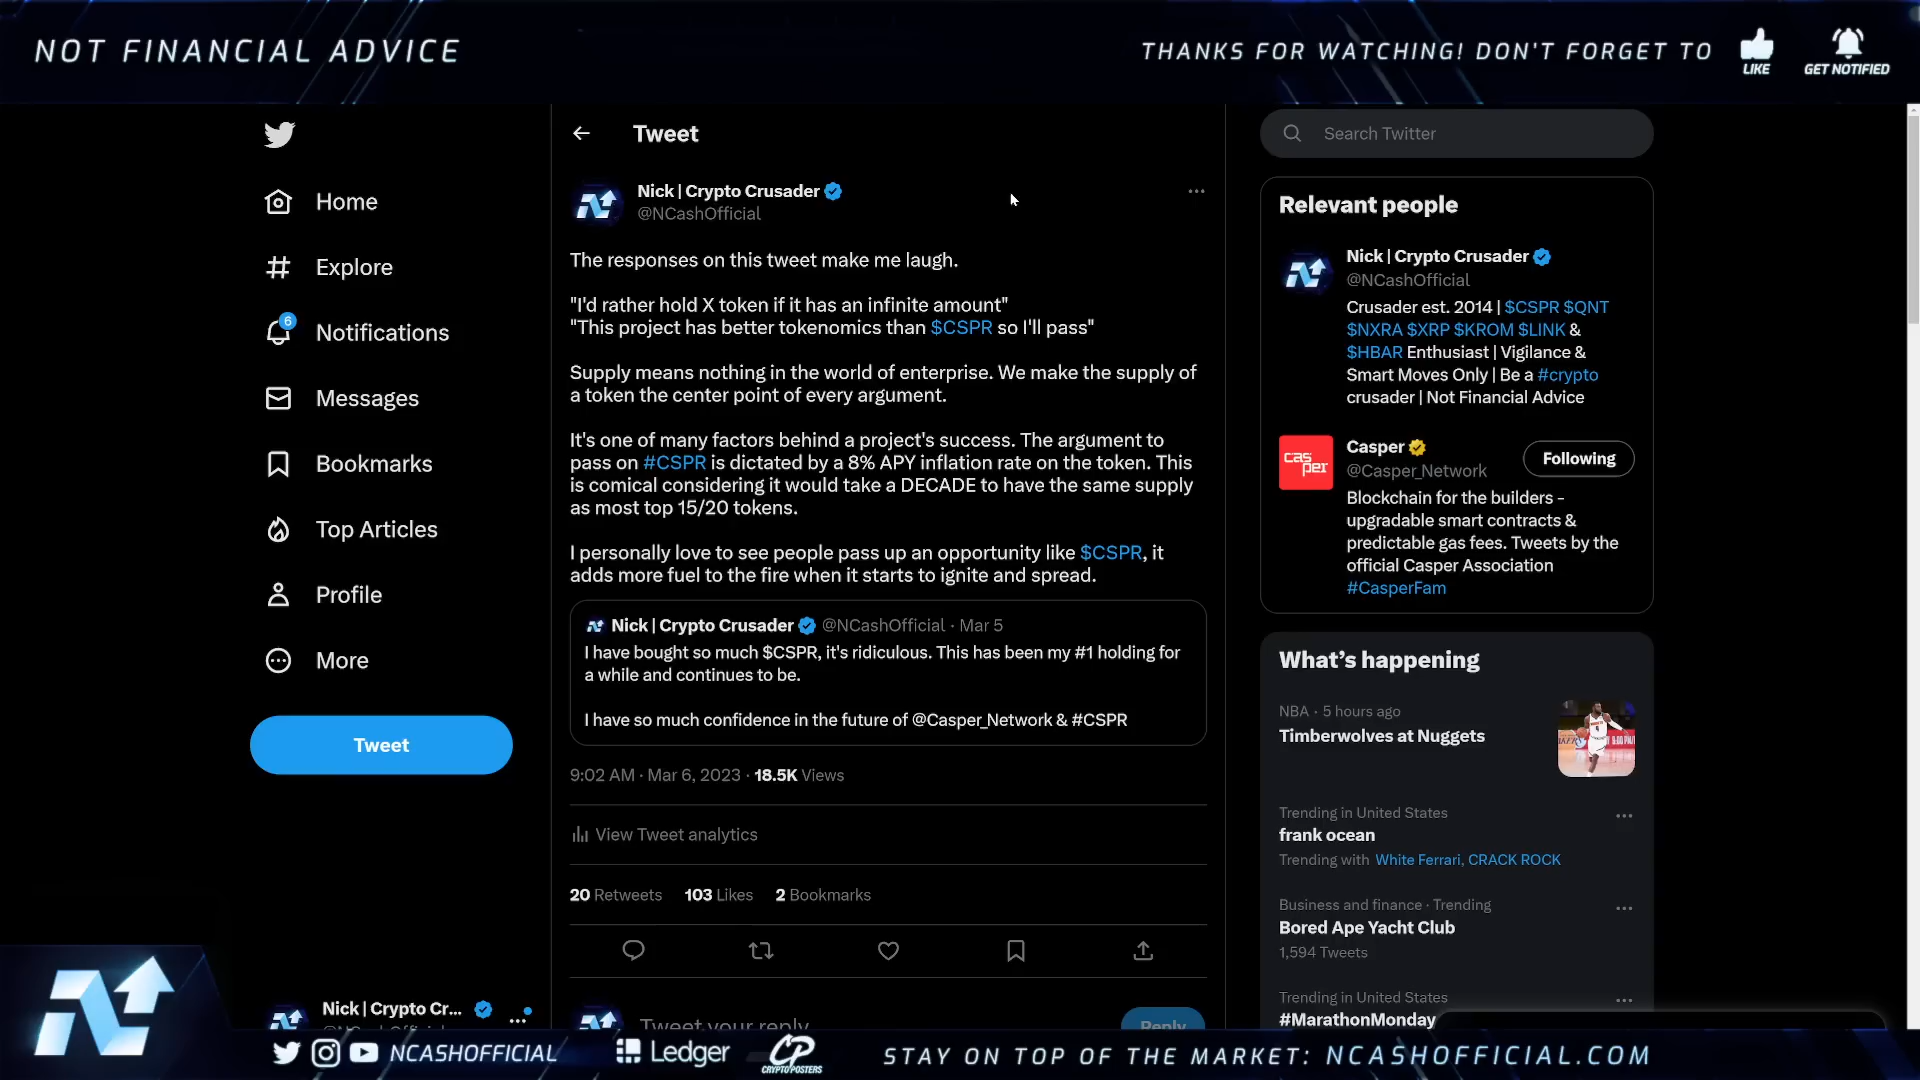 NOT FINANCIAL ADVICE
THANKS FOR WATCHING! DON'T FORGET TO
LIKE
GET NOTIFIED
Home
Explore
6
Notifications
Messages
Bookmarks
Top Articles
Profile
More
Tweet
Nick | Crypto Cr...
Tweet
Nick | Crypto Crusader
@NCashOfficial
The responses on this tweet make me laugh.
"I'd rather hold X token if it has an infinite amount"
"This project has better tokenomics than $CSPR so I'll pass"
Supply means nothing in the world of enterprise. We make the supply of
a token the center point of every argument.
It's one of many factors behind a project's success. The argument to
pass on #CSPR is dictated by a 8% APY inflation rate on the token. This
is comical considering it would take a DECADE to have the same supply
as most top 15/20 tokens.
I personally love to see people pass up an opportunity like $CSPR, it
adds more fuel to the fire when it starts to ignite and spread.
Nick | Crypto Crusader @NCashOfficial · Mar 5
I have bought so much $CSPR, it's ridiculous. This has been my #1 holding for
a while and continues to be.
I have so much confidence in the future of @Casper_Network & #CSPR
9:02 AM · Mar 6, 2023 · 18.5K Views
View Tweet analytics
20 Retweets 103 Likes 2 Bookmarks
Tweet your reply
Reply
Search Twitter
Relevant people
Nick | Crypto Crusader
@NCashOfficial
Crusader est. 2014 | $CSPR $QNT
$NXRA $XRP $KROM $LINK &
$HBAR Enthusiast | Vigilance &
Smart Moves Only | Be a #crypto
crusader | Not Financial Advice
cas
per
Casper
@Casper_Network
Following
Blockchain for the builders -
upgradable smart contracts &
predictable gas fees. Tweets by the
official Casper Association
#CasperFam
What's happening
NBA · 5 hours ago
Timberwolves at Nuggets
Trending in United States
frank ocean
Trending with White Ferrari, CRACK ROCK
Business and finance · Trending
Bored Ape Yacht Club
1,594 Tweets
Trending in United States
#MarathonMonday
NCASHOFFICIAL
Ledger
CP
CRYPTOPOSTERS
STAY ON TOP OF THE MARKET: NCASHOFFICIAL.COM